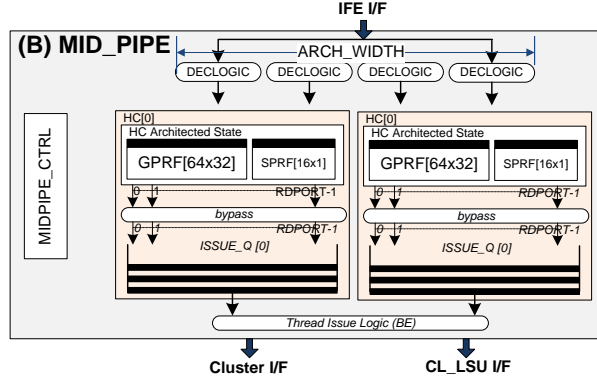 IFE I/F
(B) MID_PIPE
ARCH_WIDTH
DECLOGIC DECLOGIC DECLOGIC DECLOGIC
MIDPIPE_CTRL
HC[0]
HC Architected State
GPRF[64x32] SPRF[16x1]
0 1 RDPORT-1
bypass
0 1 RDPORT-1
ISSUE_Q [0]
HC[0]
HC Architected State
GPRF[64x32] SPRF[16x1]
0 1 RDPORT-1
bypass
0 1 RDPORT-1
ISSUE_Q [0]
Thread Issue Logic (BE)
Cluster I/F CL_LSU I/F